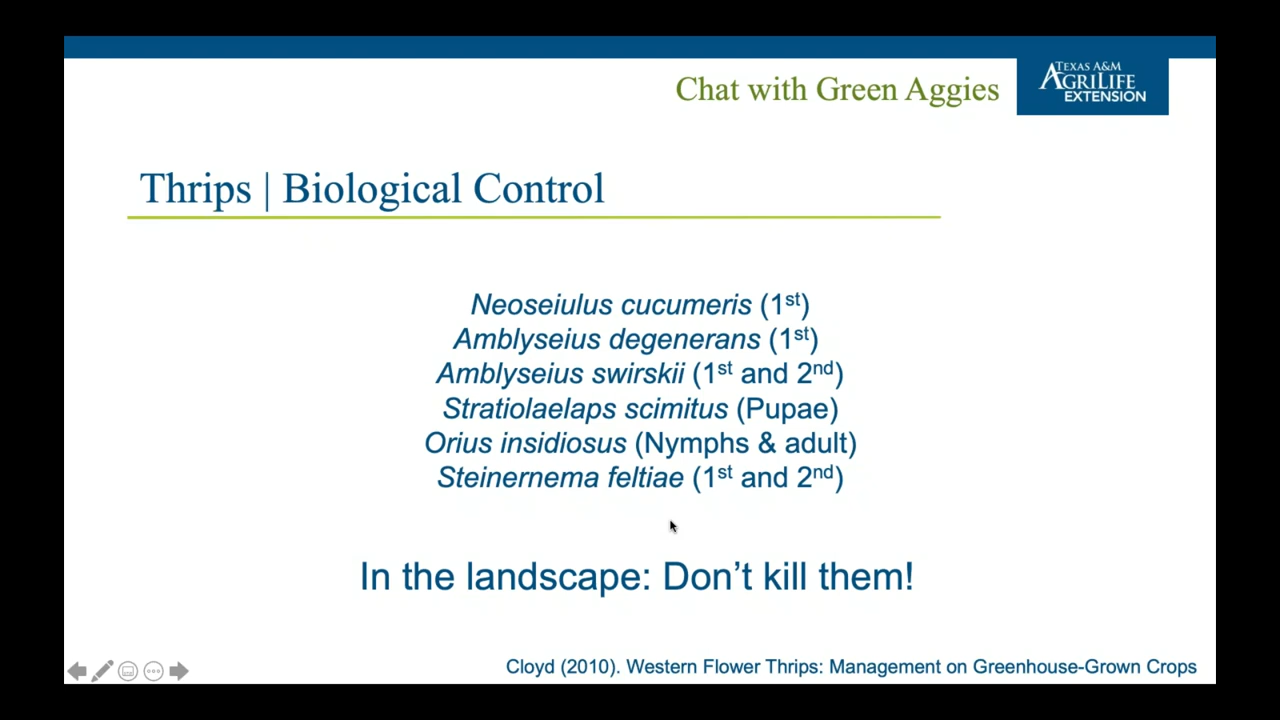 Chat with Green Aggies
TEXAS A&M
AGRILIFE
EXTENSION
Thrips | Biological Control
Neoseiulus cucumeris (1st)
Amblyseius degenerans (1st)
Amblyseius swirskii (1st and 2nd)
Stratiolaelaps scimitus (Pupae)
Orius insidiosus (Nymphs & adult)
Steinernema feltiae (1st and 2nd)
In the landscape: Don’t kill them!
Cloyd (2010). Western Flower Thrips: Management on Greenhouse-Grown Crops